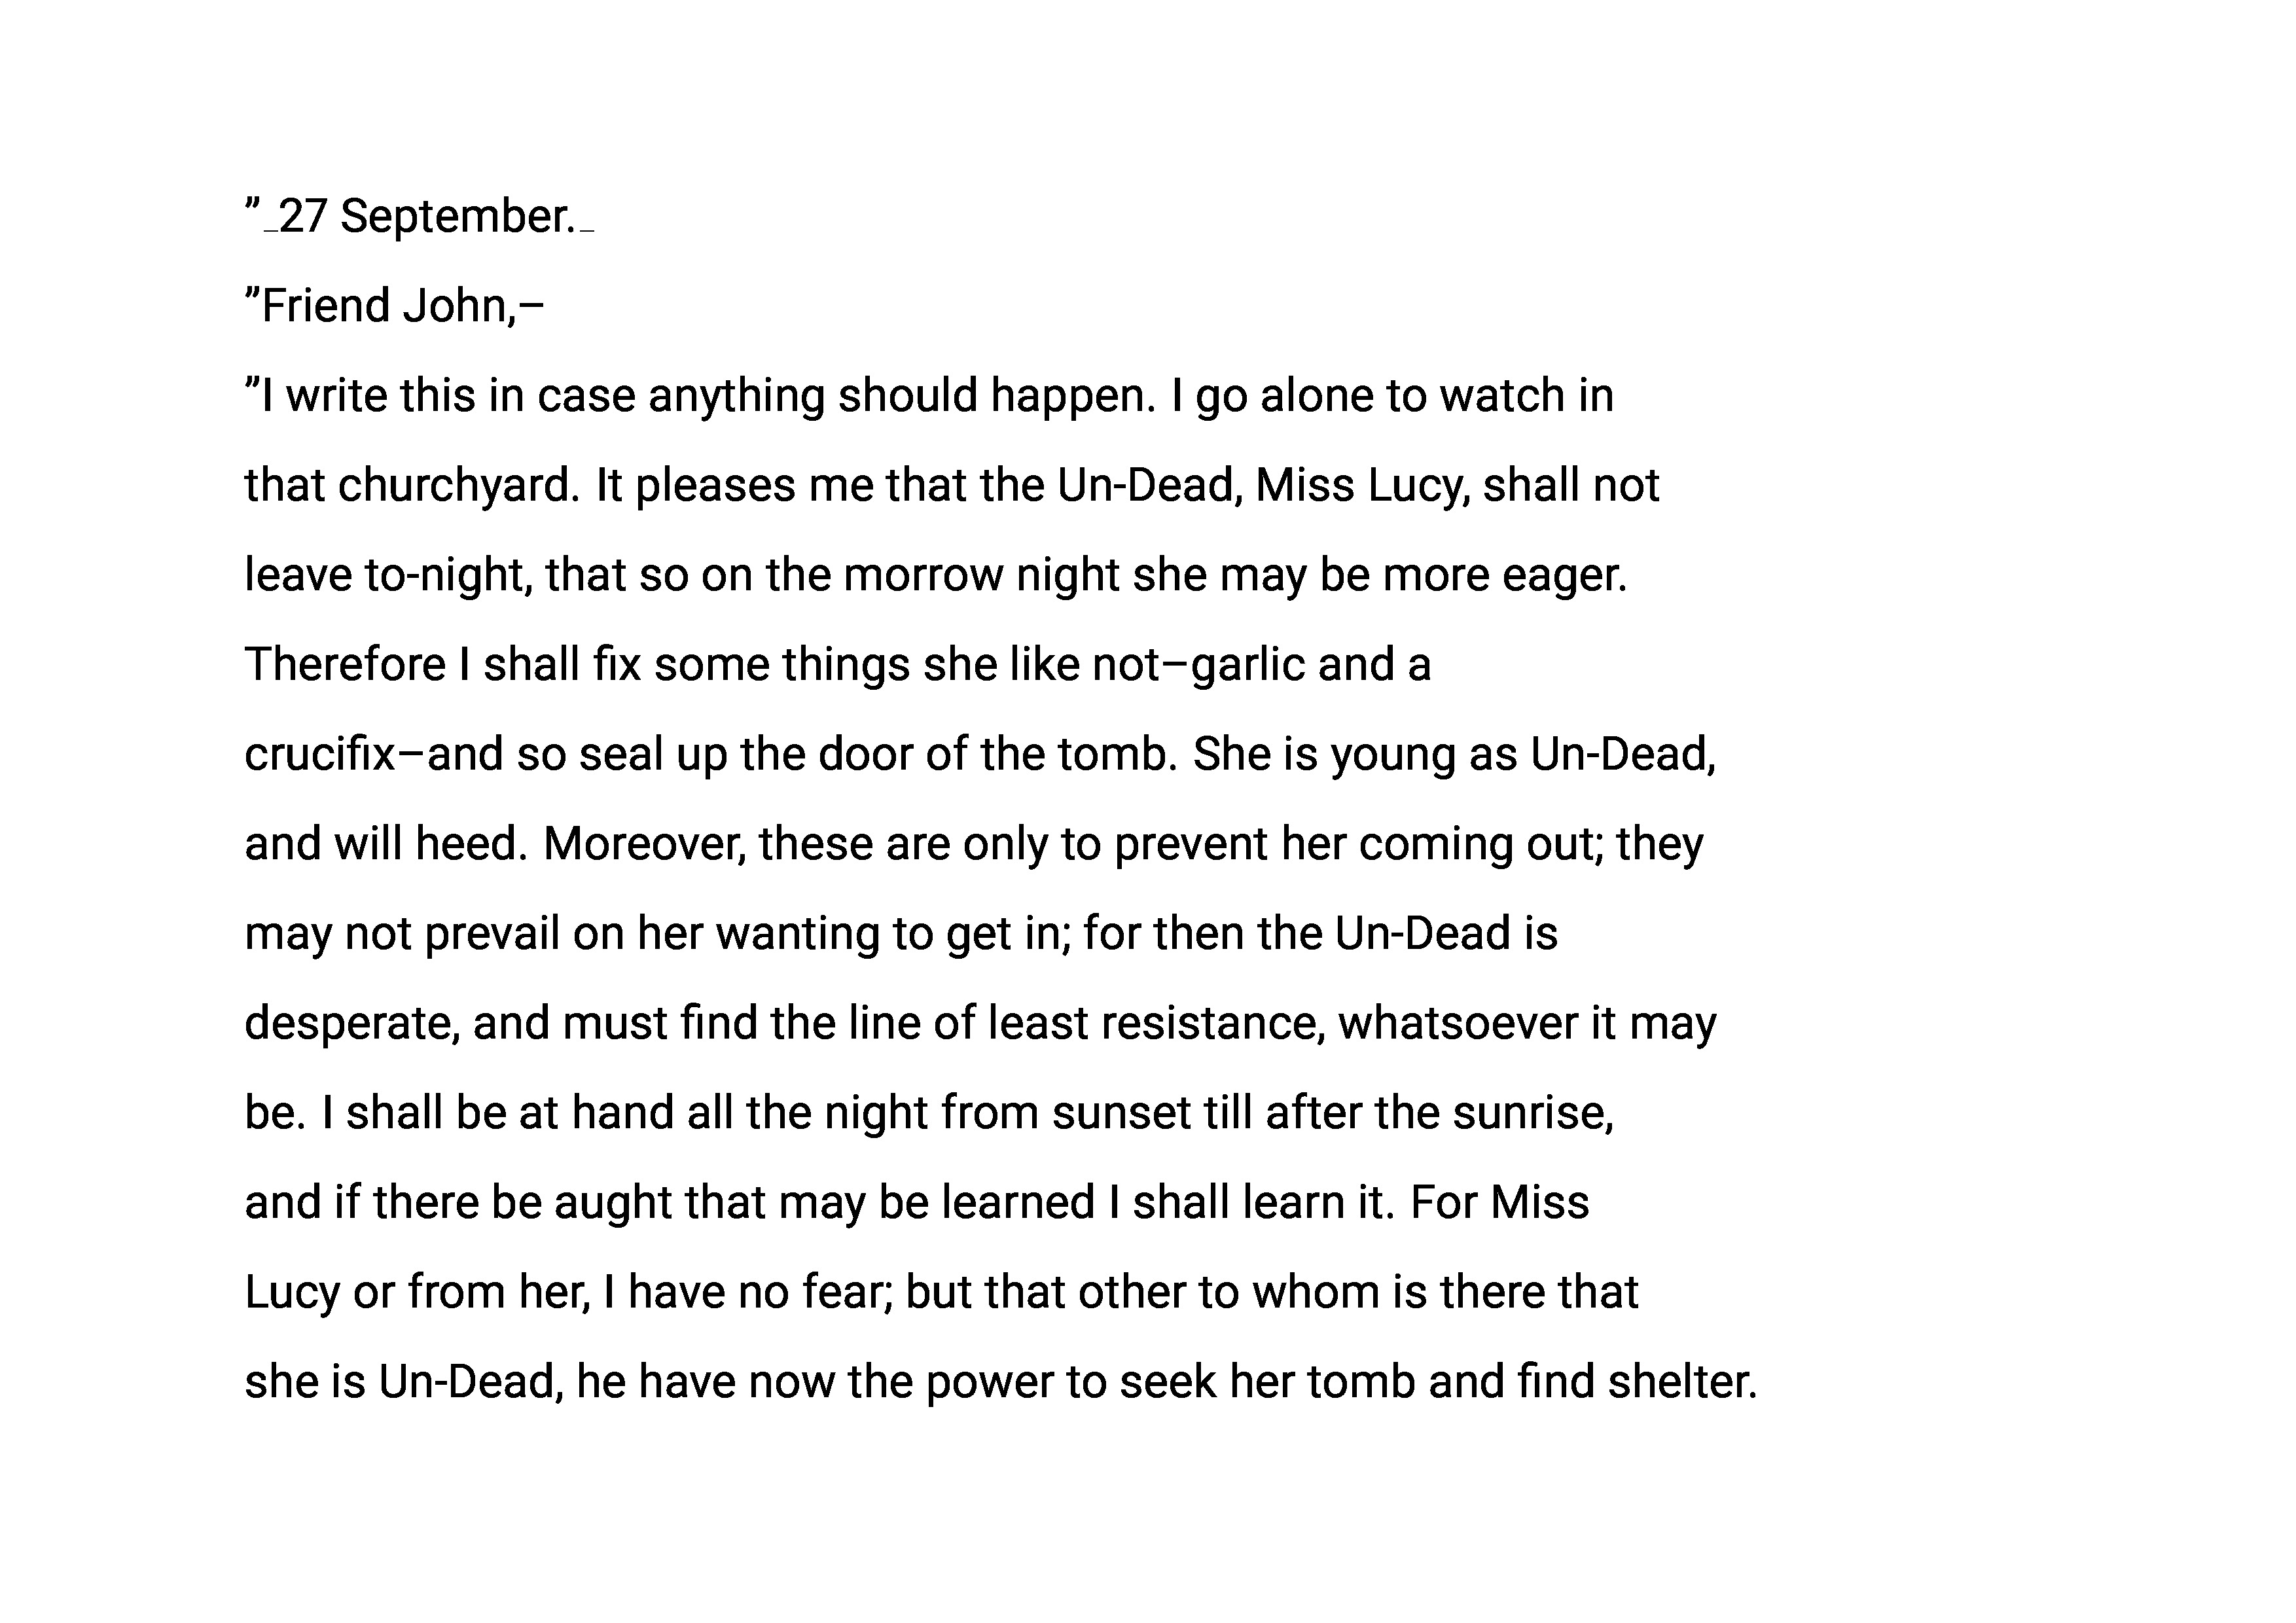 ”_27 September._
”Friend John,–
”I write this in case anything should happen. I go alone to watch in
that churchyard. It pleases me that the Un-Dead, Miss Lucy, shall not
leave to-night, that so on the morrow night she may be more eager.
Therefore I shall fix some things she like not–garlic and a
crucifix–and so seal up the door of the tomb. She is young as Un-Dead,
and will heed. Moreover, these are only to prevent her coming out; they
may not prevail on her wanting to get in; for then the Un-Dead is
desperate, and must find the line of least resistance, whatsoever it may
be. I shall be at hand all the night from sunset till after the sunrise,
and if there be aught that may be learned I shall learn it. For Miss
Lucy or from her, I have no fear; but that other to whom is there that
she is Un-Dead, he have now the power to seek her tomb and find shelter.